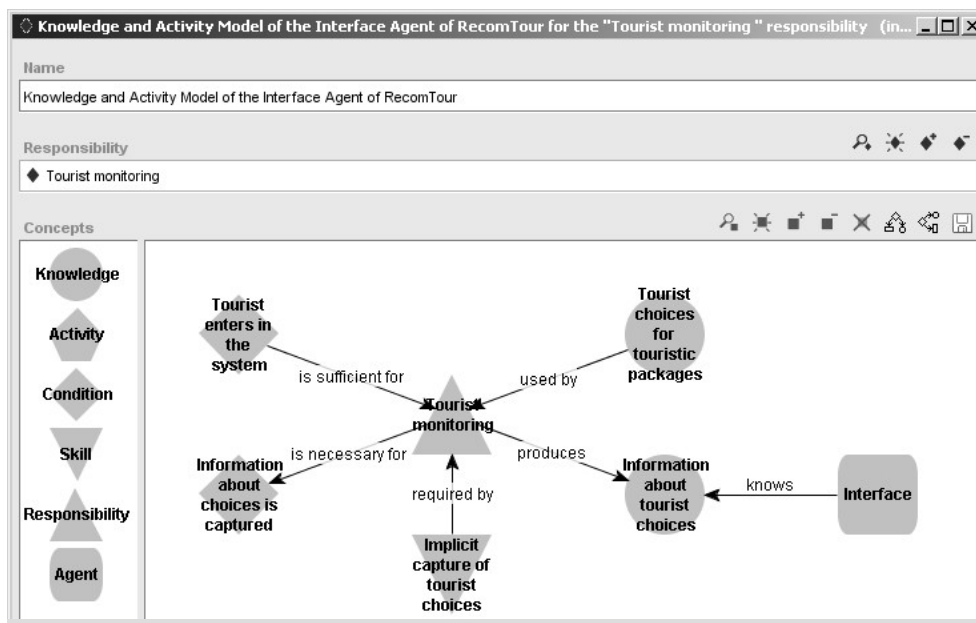 Knowledge and Activity Model of the Interface Agent of RecomTour for the "Tourist monitoring " responsibility (in...
Name
Knowledge and Activity Model of the Interface Agent of RecomTour
Responsibility
Tourist monitoring
Concepts
Knowledge
Activity
Condition
Skill
Responsibility
Agent
Tourist
enters in
the
system
Tourist
choices
for
touristic
packages
is sufficient for
used by
Tourist
monitoring
is necessary for
produces
Information
about
choices is
captured
required by
Information
about
tourist
choices
knows
Interface
Implicit
capture of
tourist
choices